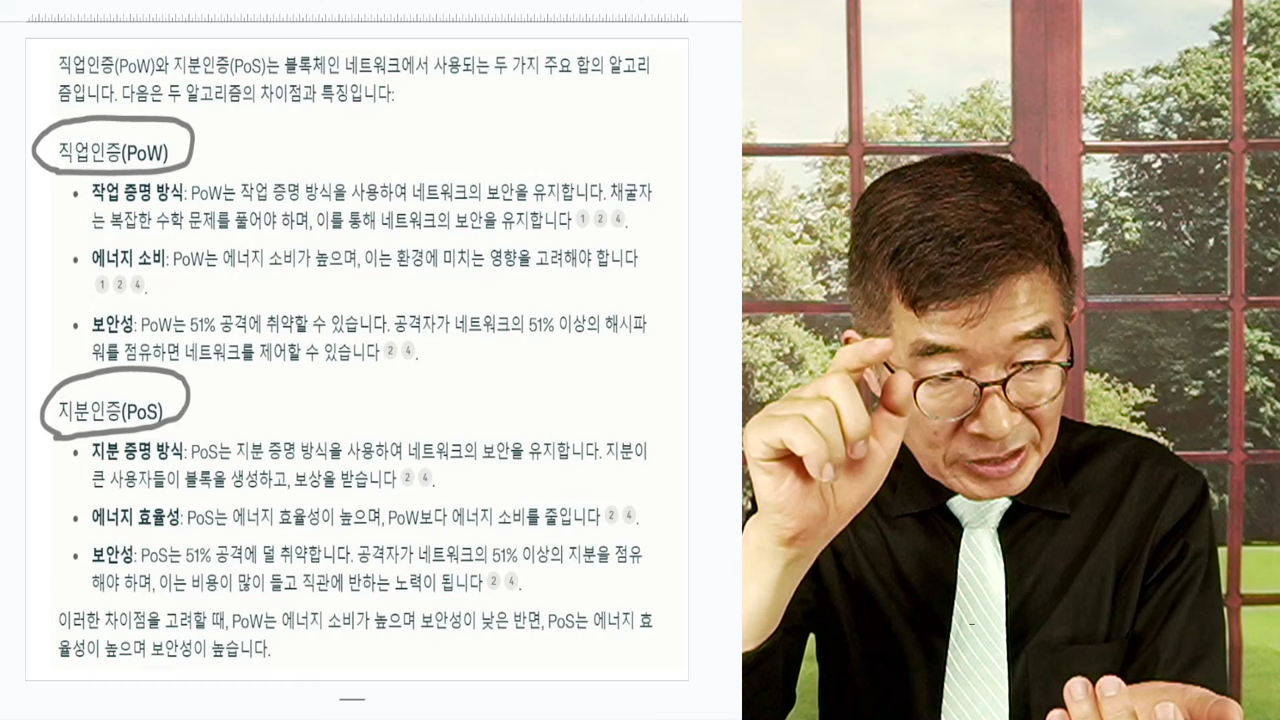 직업인증(PoW)와 지분인증(PoS)는 블록체인 네트워크에서 사용되는 두 가지 주요 합의 알고리
즘입니다. 다음은 두 알고리즘의 차이점과 특징입니다:
직업인증(PoW)
• 작업 증명 방식: PoW는 작업 증명 방식을 사용하여 네트워크의 보안을 유지합니다. 채굴자
는 복잡한 수학 문제를 풀어야 하며, 이를 통해 네트워크의 보안을 유지합니다 1 2 4.
• 에너지 소비: PoW는 에너지 소비가 높으며, 이는 환경에 미치는 영향을 고려해야 합니다
1 2 4.
• 보안성: PoW는 51% 공격에 취약할 수 있습니다. 공격자가 네트워크의 51% 이상의 해시파
워를 점유하면 네트워크를 제어할 수 있습니다 2 4.
지분인증(PoS)
• 지분 증명 방식: PoS는 지분 증명 방식을 사용하여 네트워크의 보안을 유지합니다. 지분이
큰 사용자들이 블록을 생성하고, 보상을 받습니다 2 4.
• 에너지 효율성: PoS는 에너지 효율성이 높으며, PoW보다 에너지 소비를 줄입니다 2 4.
• 보안성: PoS는 51% 공격에 덜 취약합니다. 공격자가 네트워크의 51% 이상의 지분을 점유
해야 하며, 이는 비용이 많이 들고 직관에 반하는 노력이 됩니다 2 4.
이러한 차이점을 고려할 때, PoW는 에너지 소비가 높으며 보안성이 낮은 반면, PoS는 에너지 효
율성이 높으며 보안성이 높습니다.